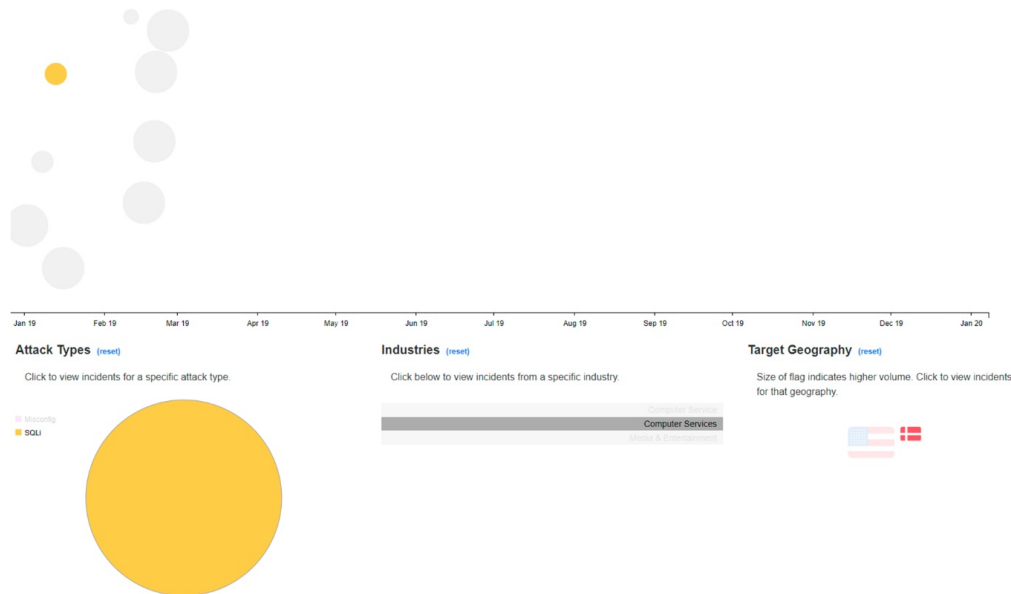 Jan 19 Feb 19 Mar 19 Apr 19 May 19 Jun 19 Jul 19 Aug 19 Sep 19 Oct 19 Nov 19 Dec 19 Jan 20
Attack Types (reset)
Click to view incidents for a specific attack type.
Misconfig
SQLi
Industries (reset)
Click below to view incidents from a specific industry.
Computer Service
Computer Services
Media & Entertainment
Target Geography (reset)
Size of flag indicates higher volume. Click to view incidents
for that geography.